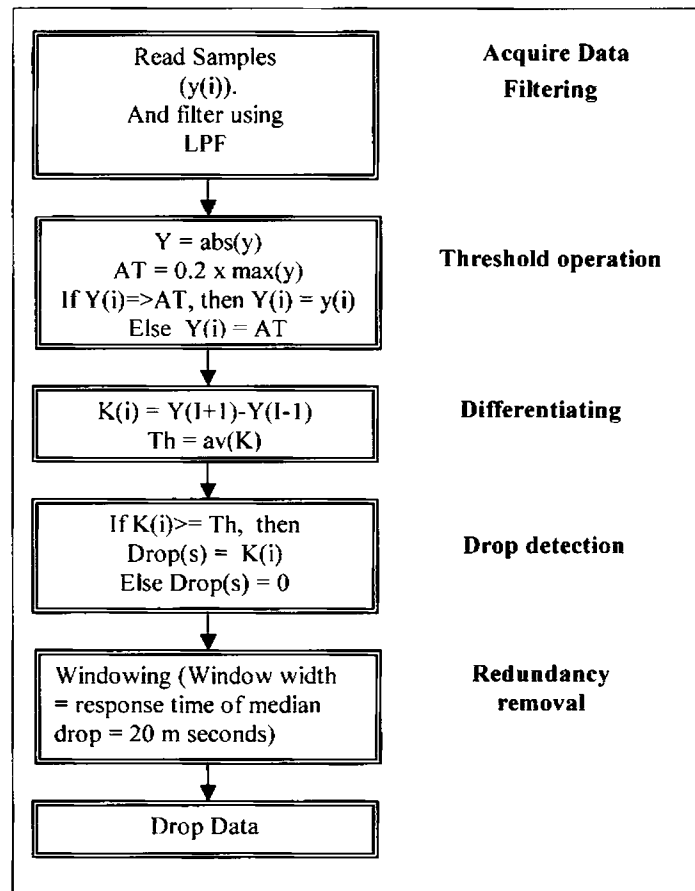 Read Samples
(y(i)).
And filter using
LPF
Acquire Data
Filtering
Y = abs(y)
AT = 0.2 x max(y)
If Y(i)=>AT, then Y(i) = y(i)
Else Y(i) = AT
Threshold operation
K(i) = Y(I+1)-Y(I-1)
Th = av(K)
Differentiating
If K(i)>= Th, then
Drop(s) = K(i)
Else Drop(s) = 0
Drop detection
Windowing (Window width
= response time of median
drop = 20 m seconds)
Redundancy
removal
Drop Data